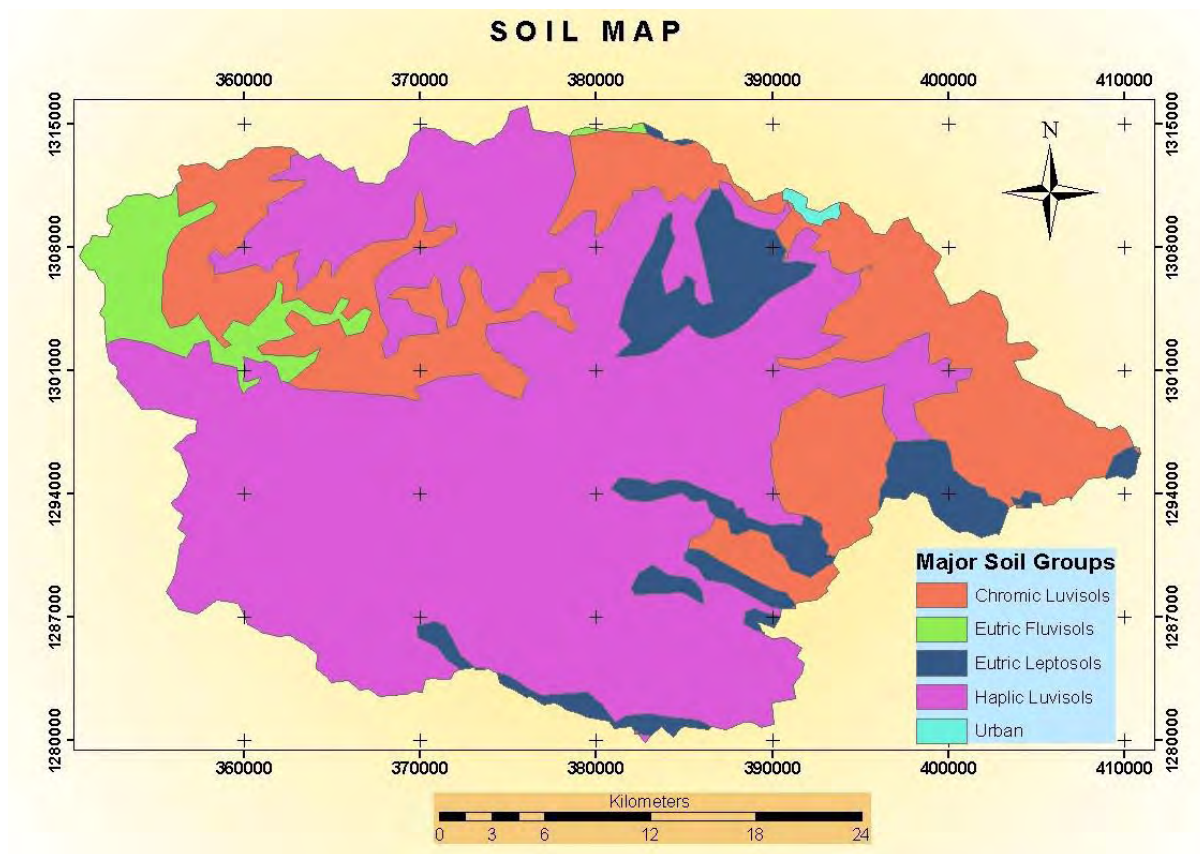 SOIL MAP
360000 370000 380000 390000 400000 410000
1315000 1315000
N
1308000 1308000
1301000 1301000
1294000 1294000
Major Soil Groups
Chromic Luvisols
1287000 1287000
Eutric Fluvisols
Eutric Leptosols
Haplic Luvisols
Urban
1280000 1280000
360000 370000 380000 390000 400000 410000
Kilometers
0 3 6 12 18 24